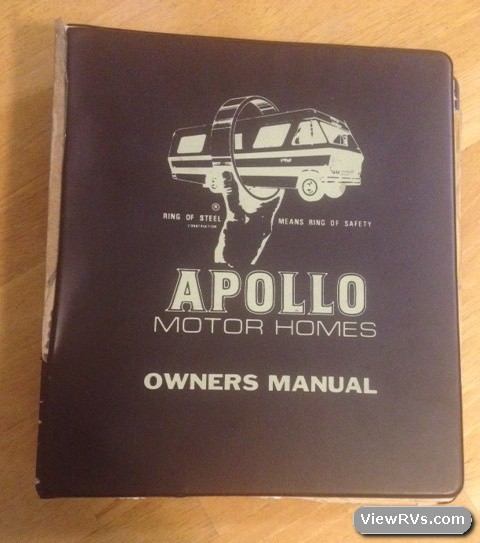 ®
RING OF STEEL
CONSTRUCTION
MEANS RING OF SAFETY
APOLLO
MOTOR HOMES
OWNERS MANUAL
ViewRVs.com